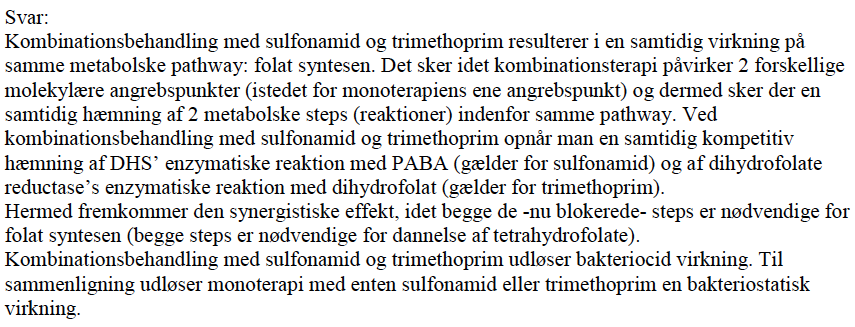 Svar:
Kombinationsbehandling med sulfonamid og trimethoprim resulterer i en samtidig virkning på
samme metabolske pathway: folat syntesen. Det sker idet kombinationsterapi påvirker 2 forskellige
molekylære angrebspunkter (istedet for monoterapiens ene angrebspunkt) og dermed sker der en
samtidig hæmning af 2 metabolske steps (reaktioner) indenfor samme pathway. Ved
kombinationsbehandling med sulfonamid og trimethoprim opnår man en samtidig kompetitiv
hæmning af DHS’ enzymatiske reaktion med PABA (gælder for sulfonamid) og af dihydrofolate
reductase’s enzymatiske reaktion med dihydrofolat (gælder for trimethoprim).
Hermed fremkommer den synergistiske effekt, idet begge de -nu blokerede- steps er nødvendige for
folat syntesen (begge steps er nødvendige for dannelse af tetrahydrofolate).
Kombinationsbehandling med sulfonamid og trimethoprim udløser bakteriocid virkning. Til
sammenligning udløser monoterapi med enten sulfonamid eller trimethoprim en bakteriostatisk
virkning.